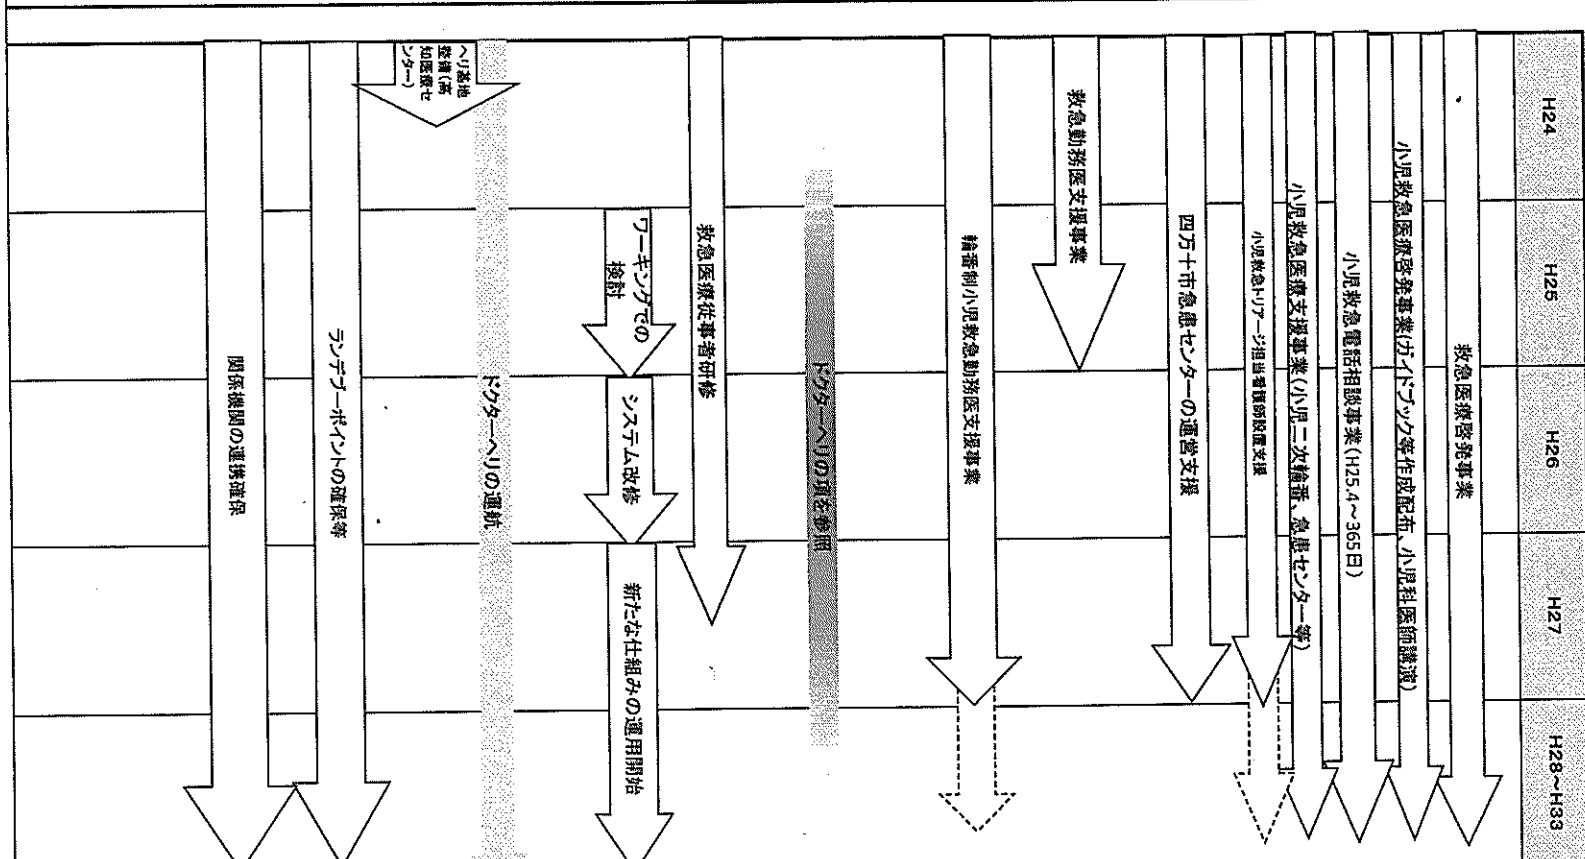 H24
H25
H26
H27
H28～H33
救急医療啓発事業
小児救急医療啓発事業(ガイドブック等作成配布、小児科医師講演)
小児救急電話相談事業(H25.4～365日)
小児救急医療支援事業(小児二次輪番、急患センター等)
小児救急トリアージ担当看護師設置支援
四万十市急患センターの運営支援
救急勤務医支援事業
輪番制小児救急勤務医支援事業
ドクターヘリの項を参照
救急医療従事者研修
ワーキングでの
検討
システム改修
新たな仕組みの運用開始
ドクターヘリの運航
ヘリ基地
整備(高
知医療セ
ンター)
ランデブーポイントの確保等
関係機関の連携確保